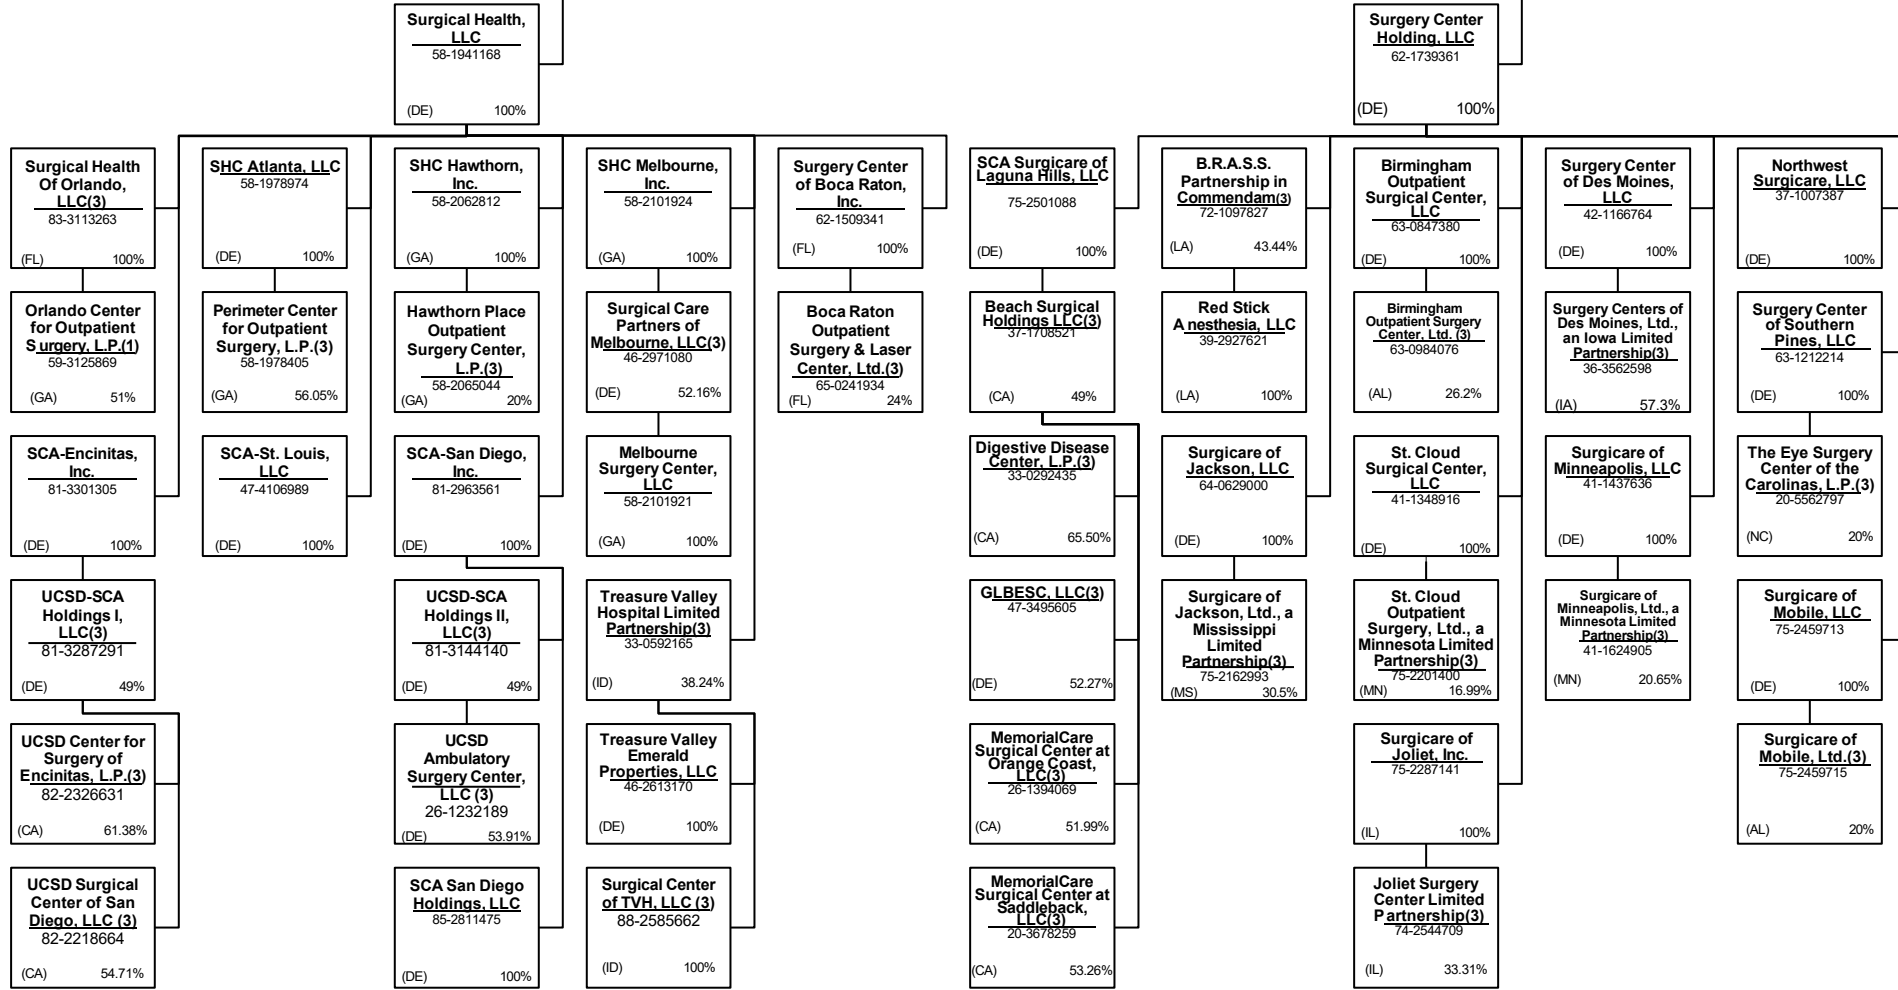 Surgical Health,
LLC
58-1941168
(DE) 100%
Surgery Center
Holding, LLC
62-1739361
(DE) 100%
Surgical Health
Of Orlando,
LLC(3)
83-3113263
(FL) 100%
SHC Atlanta, LLC
58-1978974
(DE) 100%
SHC Hawthorn,
Inc.
58-2062812
(GA) 100%
SHC Melbourne,
Inc.
58-2101924
(GA) 100%
Surgery Center
of Boca Raton,
Inc.
62-1509341
(FL) 100%
SCA Surgicare of
Laguna Hills, LLC
75-2501088
(DE) 100%
B.R.A.S.S.
Partnership in
Commendam(3)
72-1097827
(LA) 43.44%
Birmingham
Outpatient
Surgical Center,
LLC
63-0847380
(DE) 100%
Surgery Center
of Des Moines,
LLC
42-1166764
(DE) 100%
Northwest
Surgicare, LLC
37-1007387
(DE) 100%
Orlando Center
for Outpatient
Surgery, L.P.(1)
59-3125869
(GA) 51%
Perimeter Center
for Outpatient
Surgery, L.P.(3)
58-1978405
(GA) 56.05%
Hawthorn Place
Outpatient
Surgery Center,
L.P.(3)
58-2065044
(GA) 20%
Surgical Care
Partners of
Melbourne, LLC(3)
46-2971080
(DE) 52.16%
Boca Raton
Outpatient
Surgery & Laser
Center, Ltd.(3)
65-0241934
(FL) 24%
Beach Surgical
Holdings LLC(3)
37-1708521
(CA) 49%
Red Stick
Anesthesia, LLC
39-2927621
(LA) 100%
Birmingham
Outpatient Surgery
Center, Ltd. (3)
63-0984076
(AL) 26.2%
Surgery Centers of
Des Moines, Ltd.,
an Iowa Limited
Partnership(3)
36-3562598
(IA) 57.3%
Surgery Center
of Southern
Pines, LLC
63-1212214
(DE) 100%
SCA-Encinitas,
Inc.
81-3301305
(DE) 100%
SCA-St. Louis,
LLC
47-4106989
(DE) 100%
SCA-San Diego,
Inc.
81-2963561
(DE) 100%
Melbourne
Surgery Center,
LLC
58-2101921
(GA) 100%
Digestive Disease
Center, L.P.(3)
33-0292435
(CA) 65.50%
Surgicare of
Jackson, LLC
64-0629000
(DE) 100%
St. Cloud
Surgical Center,
LLC
41-1348916
(DE) 100%
Surgicare of
Minneapolis, LLC
41-1437636
(DE) 100%
The Eye Surgery
Center of the
Carolinas, L.P.(3)
20-5562797
(NC) 20%
UCSD-SCA
Holdings I,
LLC(3)
81-3287291
(DE) 49%
UCSD-SCA
Holdings II,
LLC(3)
81-3144140
(DE) 49%
Treasure Valley
Hospital Limited
Partnership(3)
33-0592165
(ID) 38.24%
GLBESC, LLC(3)
47-3495605
(DE) 52.27%
Surgicare of
Jackson, Ltd., a
Mississippi
Limited
Partnership(3)
75-2162993
(MS) 30.5%
St. Cloud
Outpatient
Surgery, Ltd., a
Minnesota Limited
Partnership(3)
75-2201400
(MN) 16.99%
Surgicare of
Minneapolis, Ltd., a
Minnesota Limited
Partnership(3)
41-1624905
(MN) 20.65%
Surgicare of
Mobile, LLC
75-2459713
(DE) 100%
UCSD Center for
Surgery of
Encinitas, L.P.(3)
82-2326631
(CA) 61.38%
UCSD
Ambulatory
Surgery Center,
LLC (3)
26-1232189
(DE) 53.91%
Treasure Valley
Emerald
Properties, LLC
46-2613170
(DE) 100%
MemorialCare
Surgical Center at
Orange Coast,
LLC(3)
26-1394069
(CA) 51.99%
Surgicare of
Joliet, Inc.
75-2287141
(IL) 100%
Surgicare of
Mobile, Ltd.(3)
75-2459715
(AL) 20%
UCSD Surgical
Center of San
Diego, LLC (3)
82-2218664
(CA) 54.71%
SCA San Diego
Holdings, LLC
85-2811475
(DE) 100%
Surgical Center
of TVH, LLC (3)
88-2585662
(ID) 100%
MemorialCare
Surgical Center at
Saddleback,
LLC(3)
20-3678259
(CA) 53.26%
Joliet Surgery
Center Limited
Partnership(3)
74-2544709
(IL) 33.31%